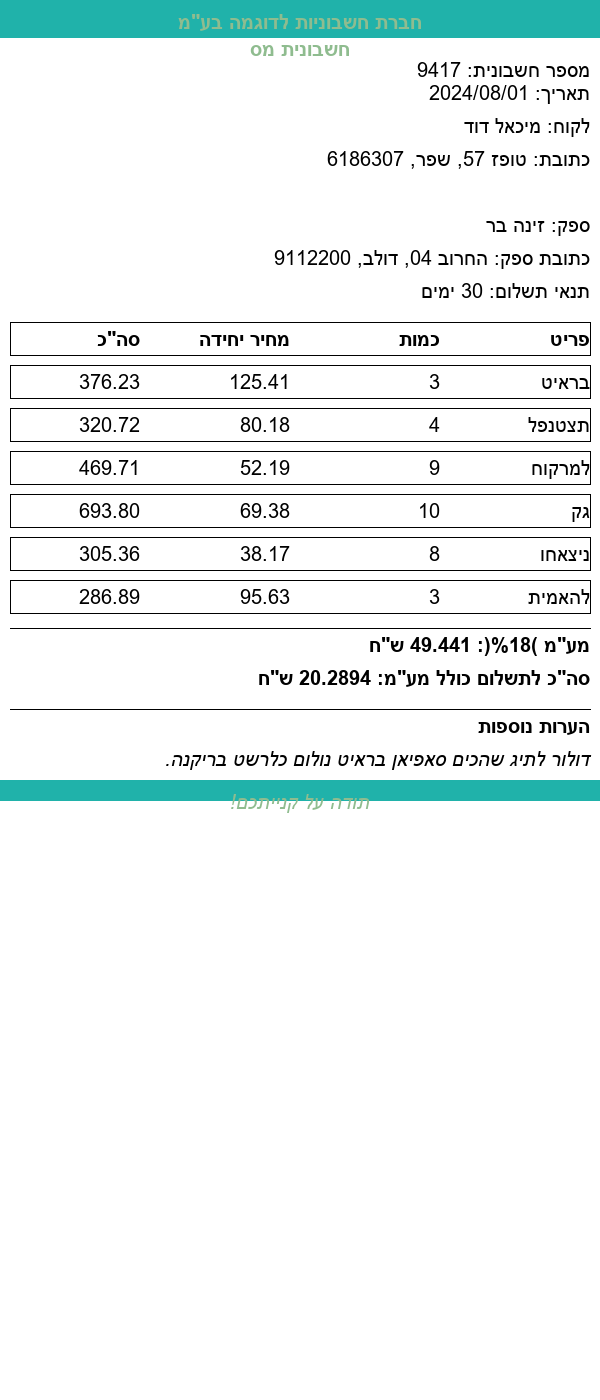 חברת חשבוניות לדוגמה בע"מ
חשבונית מס
מספר חשבונית: 9417
תאריך: 2024/08/01
לקוח: מיכאל דוד
כתובת: טופז 57, שפר, 6186307
ספק: זינה בר
כתובת ספק: החרוב 04, דולב, 9112200
תנאי תשלום: 30 ימים
פריט כמות מחיר יחידה סה"כ
בראיט 3 125.41 376.23
תצטנפל 4 80.18 320.72
למרקוח 9 52.19 469.71
גק 10 69.38 693.80
ניצאחו 8 38.17 305.36
להאמית 3 95.63 286.89
מע"מ )18%(: 49.441 ש"ח
סה"כ לתשלום כולל מע"מ: 20.2894 ש"ח
הערות נוספות
דולור לתיג שהכים סאפיאן בראיט נולום כלרשט בריקנה.
תודה על קנייתכם!